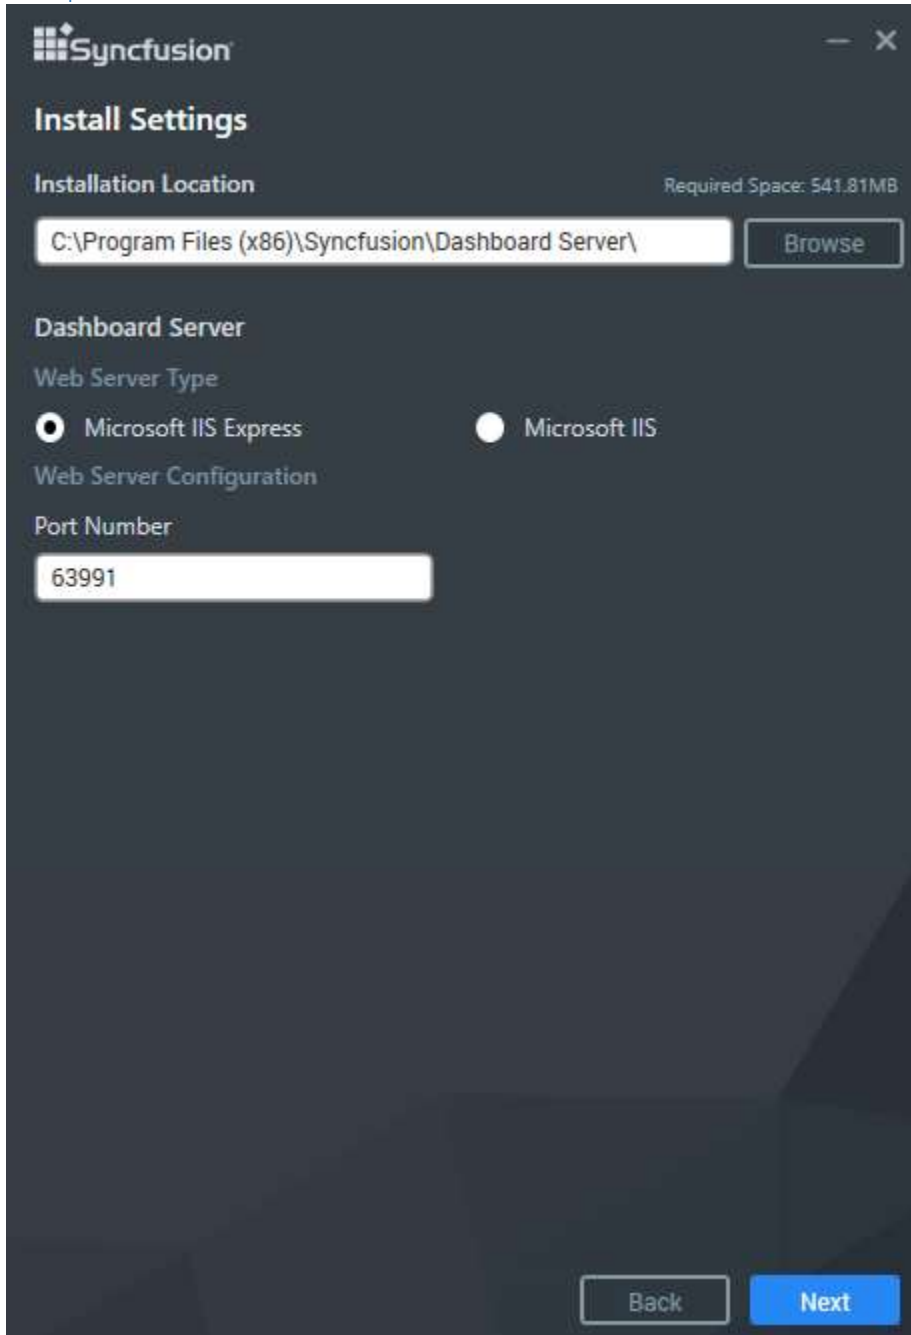 Syncfusion
Install Settings
Installation Location
Required Space: 541.81MB
C:\Program Files (x86)\Syncfusion\Dashboard Server\
Browse
Dashboard Server
Web Server Type
Microsoft IIS Express
Microsoft IIS
Web Server Configuration
Port Number
63991
Back
Next